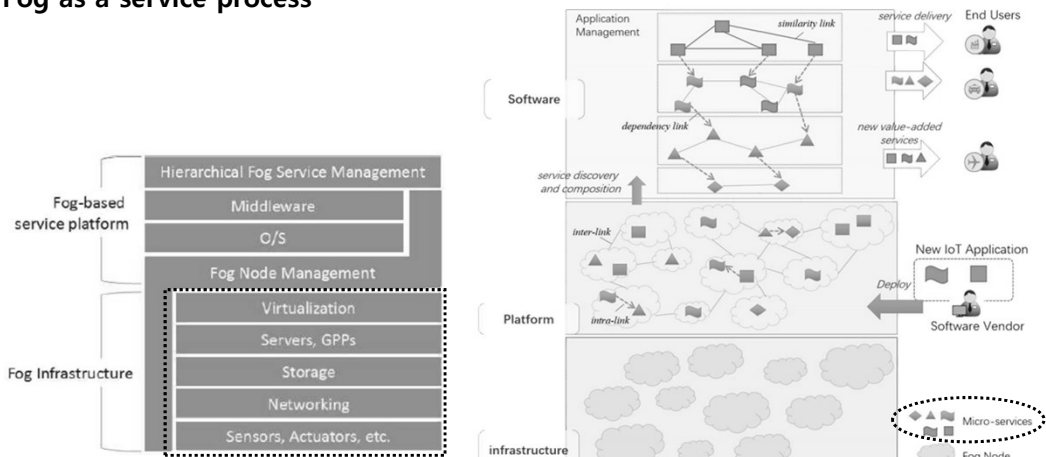 Fog as a service process
Fog-based
service platform
Fog Infrastructure
Hierarchical Fog Service Management
Middleware
O/S
Fog Node Management
Virtualization
Servers, GPPs
Storage
Networking
Sensors, Actuators, etc.
Application
Management
similarity link
dependency link
Software
service discovery
and composition
service delivery
End Users
new value-added
services
inter-link
intra-link
Platform
New IoT Application
Deploy
Software Vendor
infrastructure
Micro-services
Fog Node